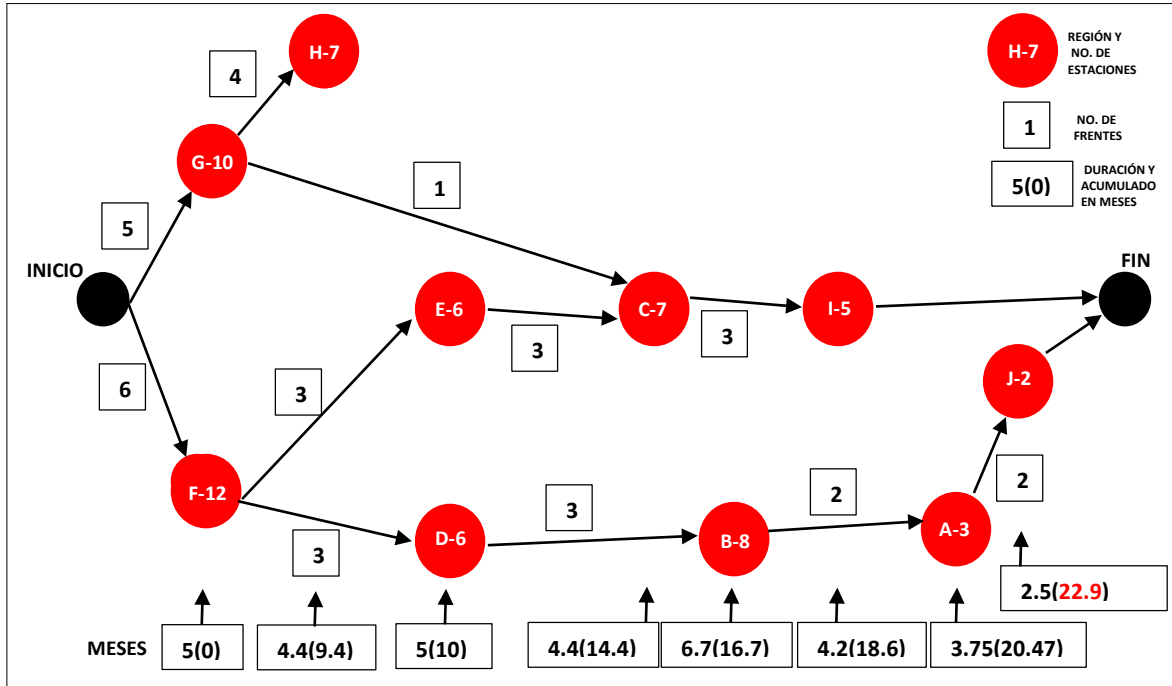 H-7
4
G-10
1
5
INICIO
E-6
3
C-7
3
I-5
FIN
J-2
6
3
F-12
3
D-6
3
B-8
2
A-3
2
H-7
REGIÓN Y
NO. DE
ESTACIONES
1
NO. DE
FRENTES
5(0)
DURACIÓN Y
ACUMULADO
EN MESES
MESES
5(0)
4.4(9.4)
5(10)
4.4(14.4)
6.7(16.7)
4.2(18.6)
3.75(20.47)
2.5(22.9)